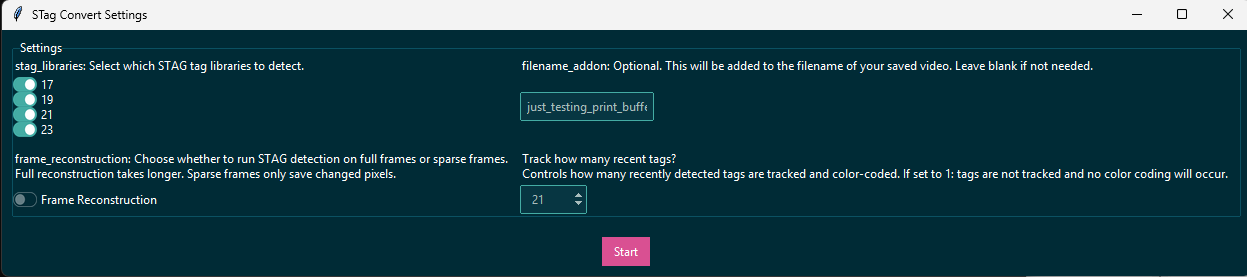 STag Convert Settings
Settings
stag_libraries: Select which STAG tag libraries to detect.
17
19
21
23
filename_addon: Optional. This will be added to the filename of your saved video. Leave blank if not needed.
just_testing_print_buffe
frame_reconstruction: Choose whether to run STAG detection on full frames or sparse frames.
Full reconstruction takes longer. Sparse frames only save changed pixels.
Frame Reconstruction
Track how many recent tags?
Controls how many recently detected tags are tracked and color-coded. If set to 1: tags are not tracked and no color coding will occur.
21
Start